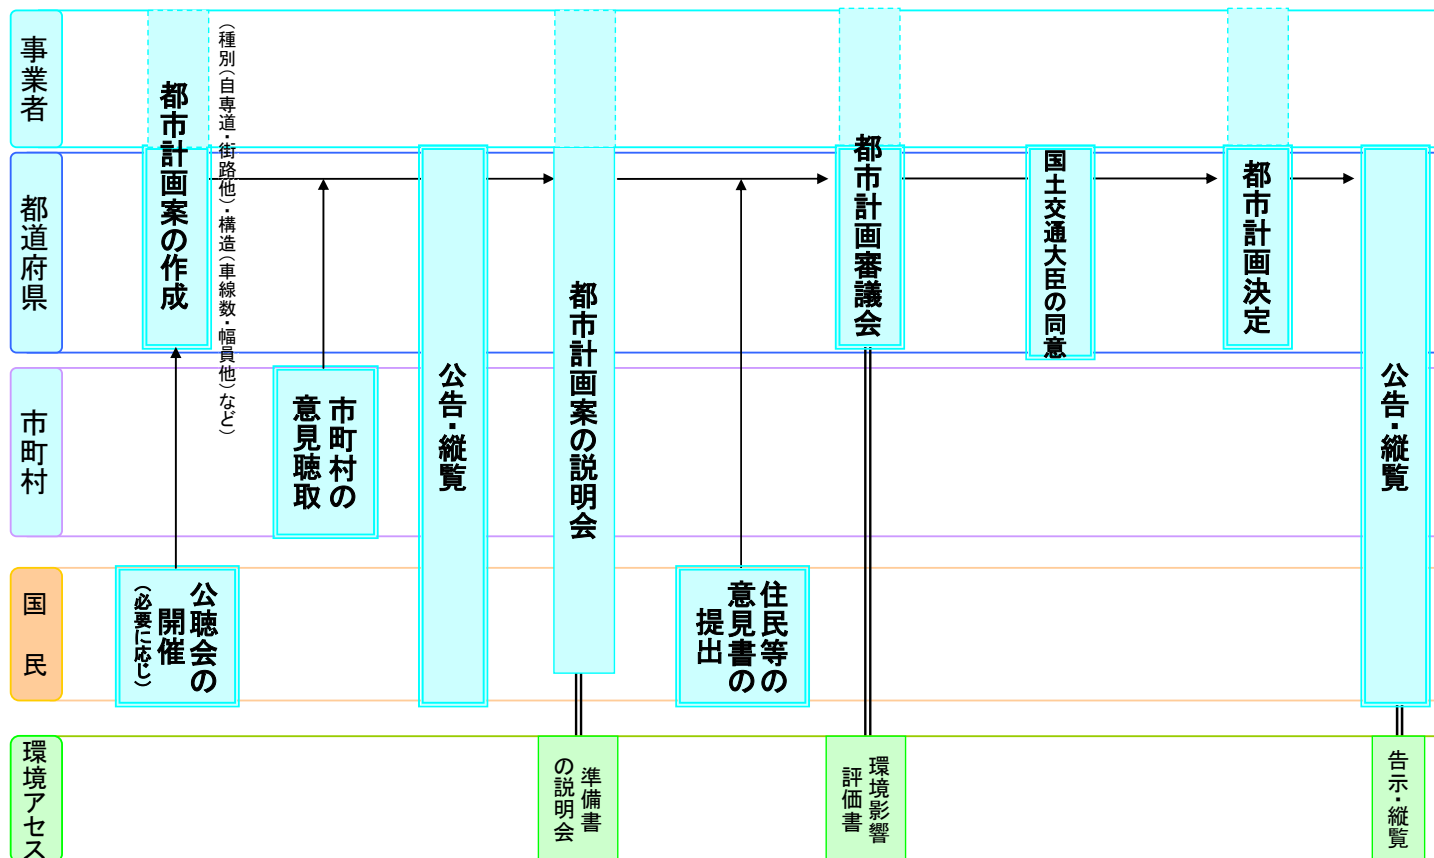 事業者
都道府県
市町村
国　民
環境アセス
都市計画案の作成
（種別（自専道・街路他）・構造（車線数・幅員他）など）
公聴会の
開催
（必要に応じ）
市町村の
意見聴取
公告・縦覧
都市計画案の説明会
準備書
の説明会
住民等の
意見書の
提出
都市計画審議会
環境影響
評価書
国土交通大臣の同意
都市計画決定
公告・縦覧
告示・縦覧